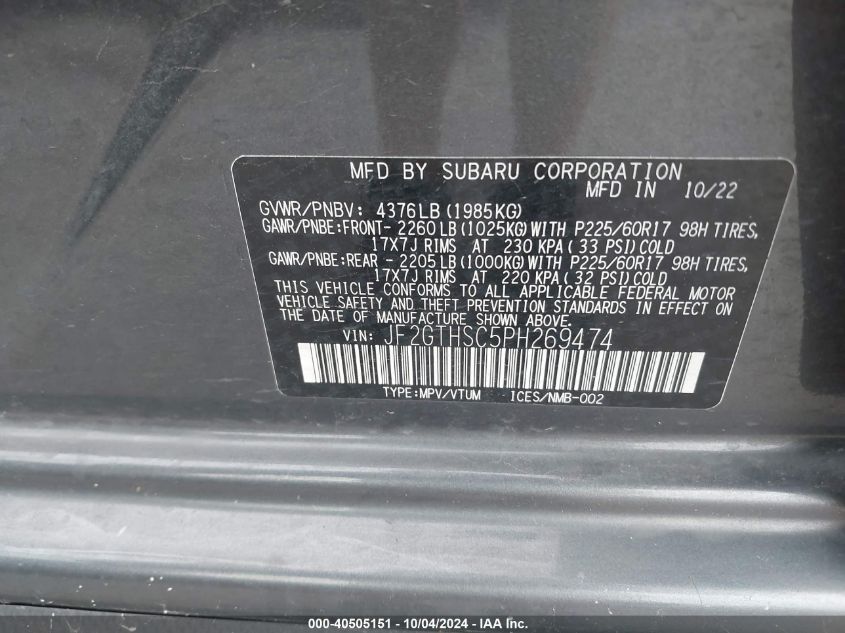 MFD BY SUBARU CORPORATION
MFD IN 10/22
GVWR/PNBV: 4376LB(1985KG)
GAWR/PNBE:FRONT- 2260LB(1025KG)WITH P225/60R17 98H TIRES,
17X7J RIMS AT 230 KPA(33 PSI)COLD
GAWR/PNBE:REAR - 2205LB(1000KG)WITH P225/60R17 98H TIRES,
17X7J RIMS AT 220 KPA(32 PSI)COLD
THIS VEHICLE CONFORMS TO ALL APPLICABLE FEDERAL MOTOR
VEHICLE SAFETY AND THEFT PREVENTION STANDARDS IN EFFECT ON
THE DATE OF MANUFACTURE SHOWN ABOVE.
VIN: JF2GTHSC5PH269474
TYPE:MPV/VTUM ICES/NMB-002
000-40505151 - 10/04/2024 - IAA Inc.